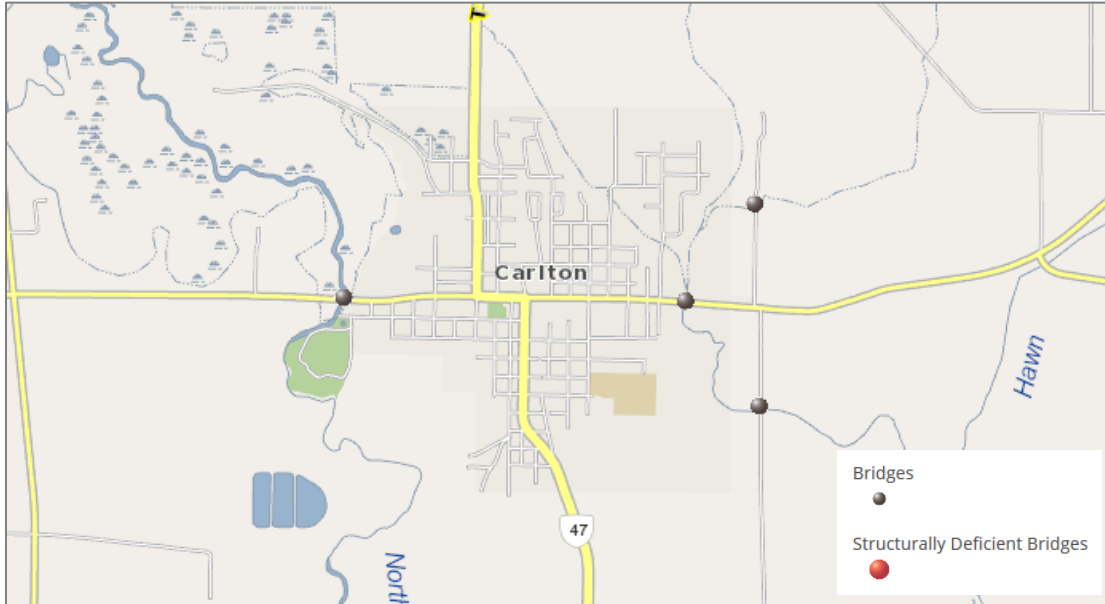 T
Carlton
Hawn
47
North
Bridges
Structurally Deficient Bridges